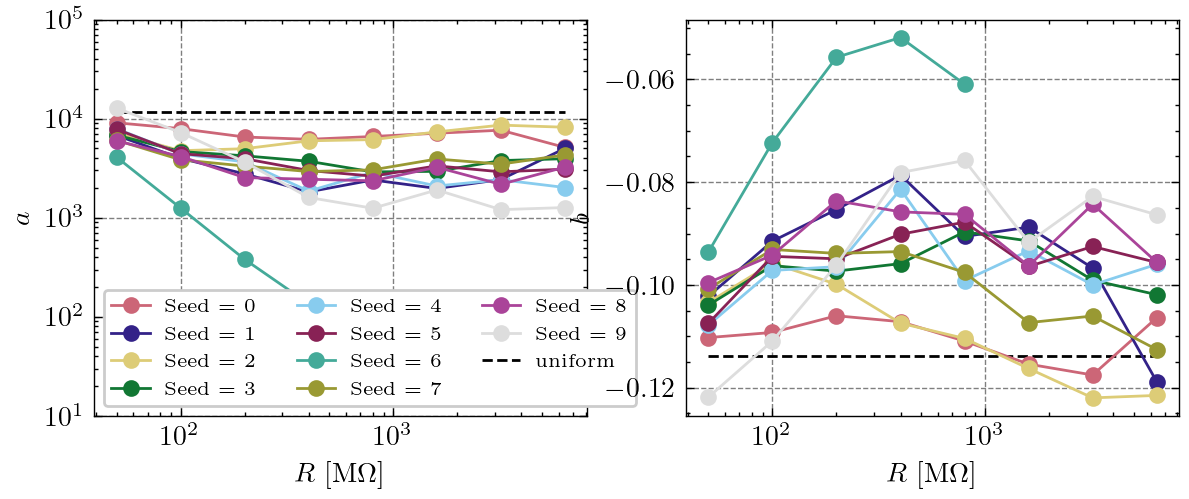 10^5
10^4
10^3
10^2
10^1
a
10^2
10^3
R [MΩ]
Seed = 0
Seed = 1
Seed = 2
Seed = 3
Seed = 4
Seed = 5
Seed = 6
Seed = 7
Seed = 8
Seed = 9
uniform
b
−0.06
−0.08
−0.10
−0.12
10^2
10^3
R [MΩ]